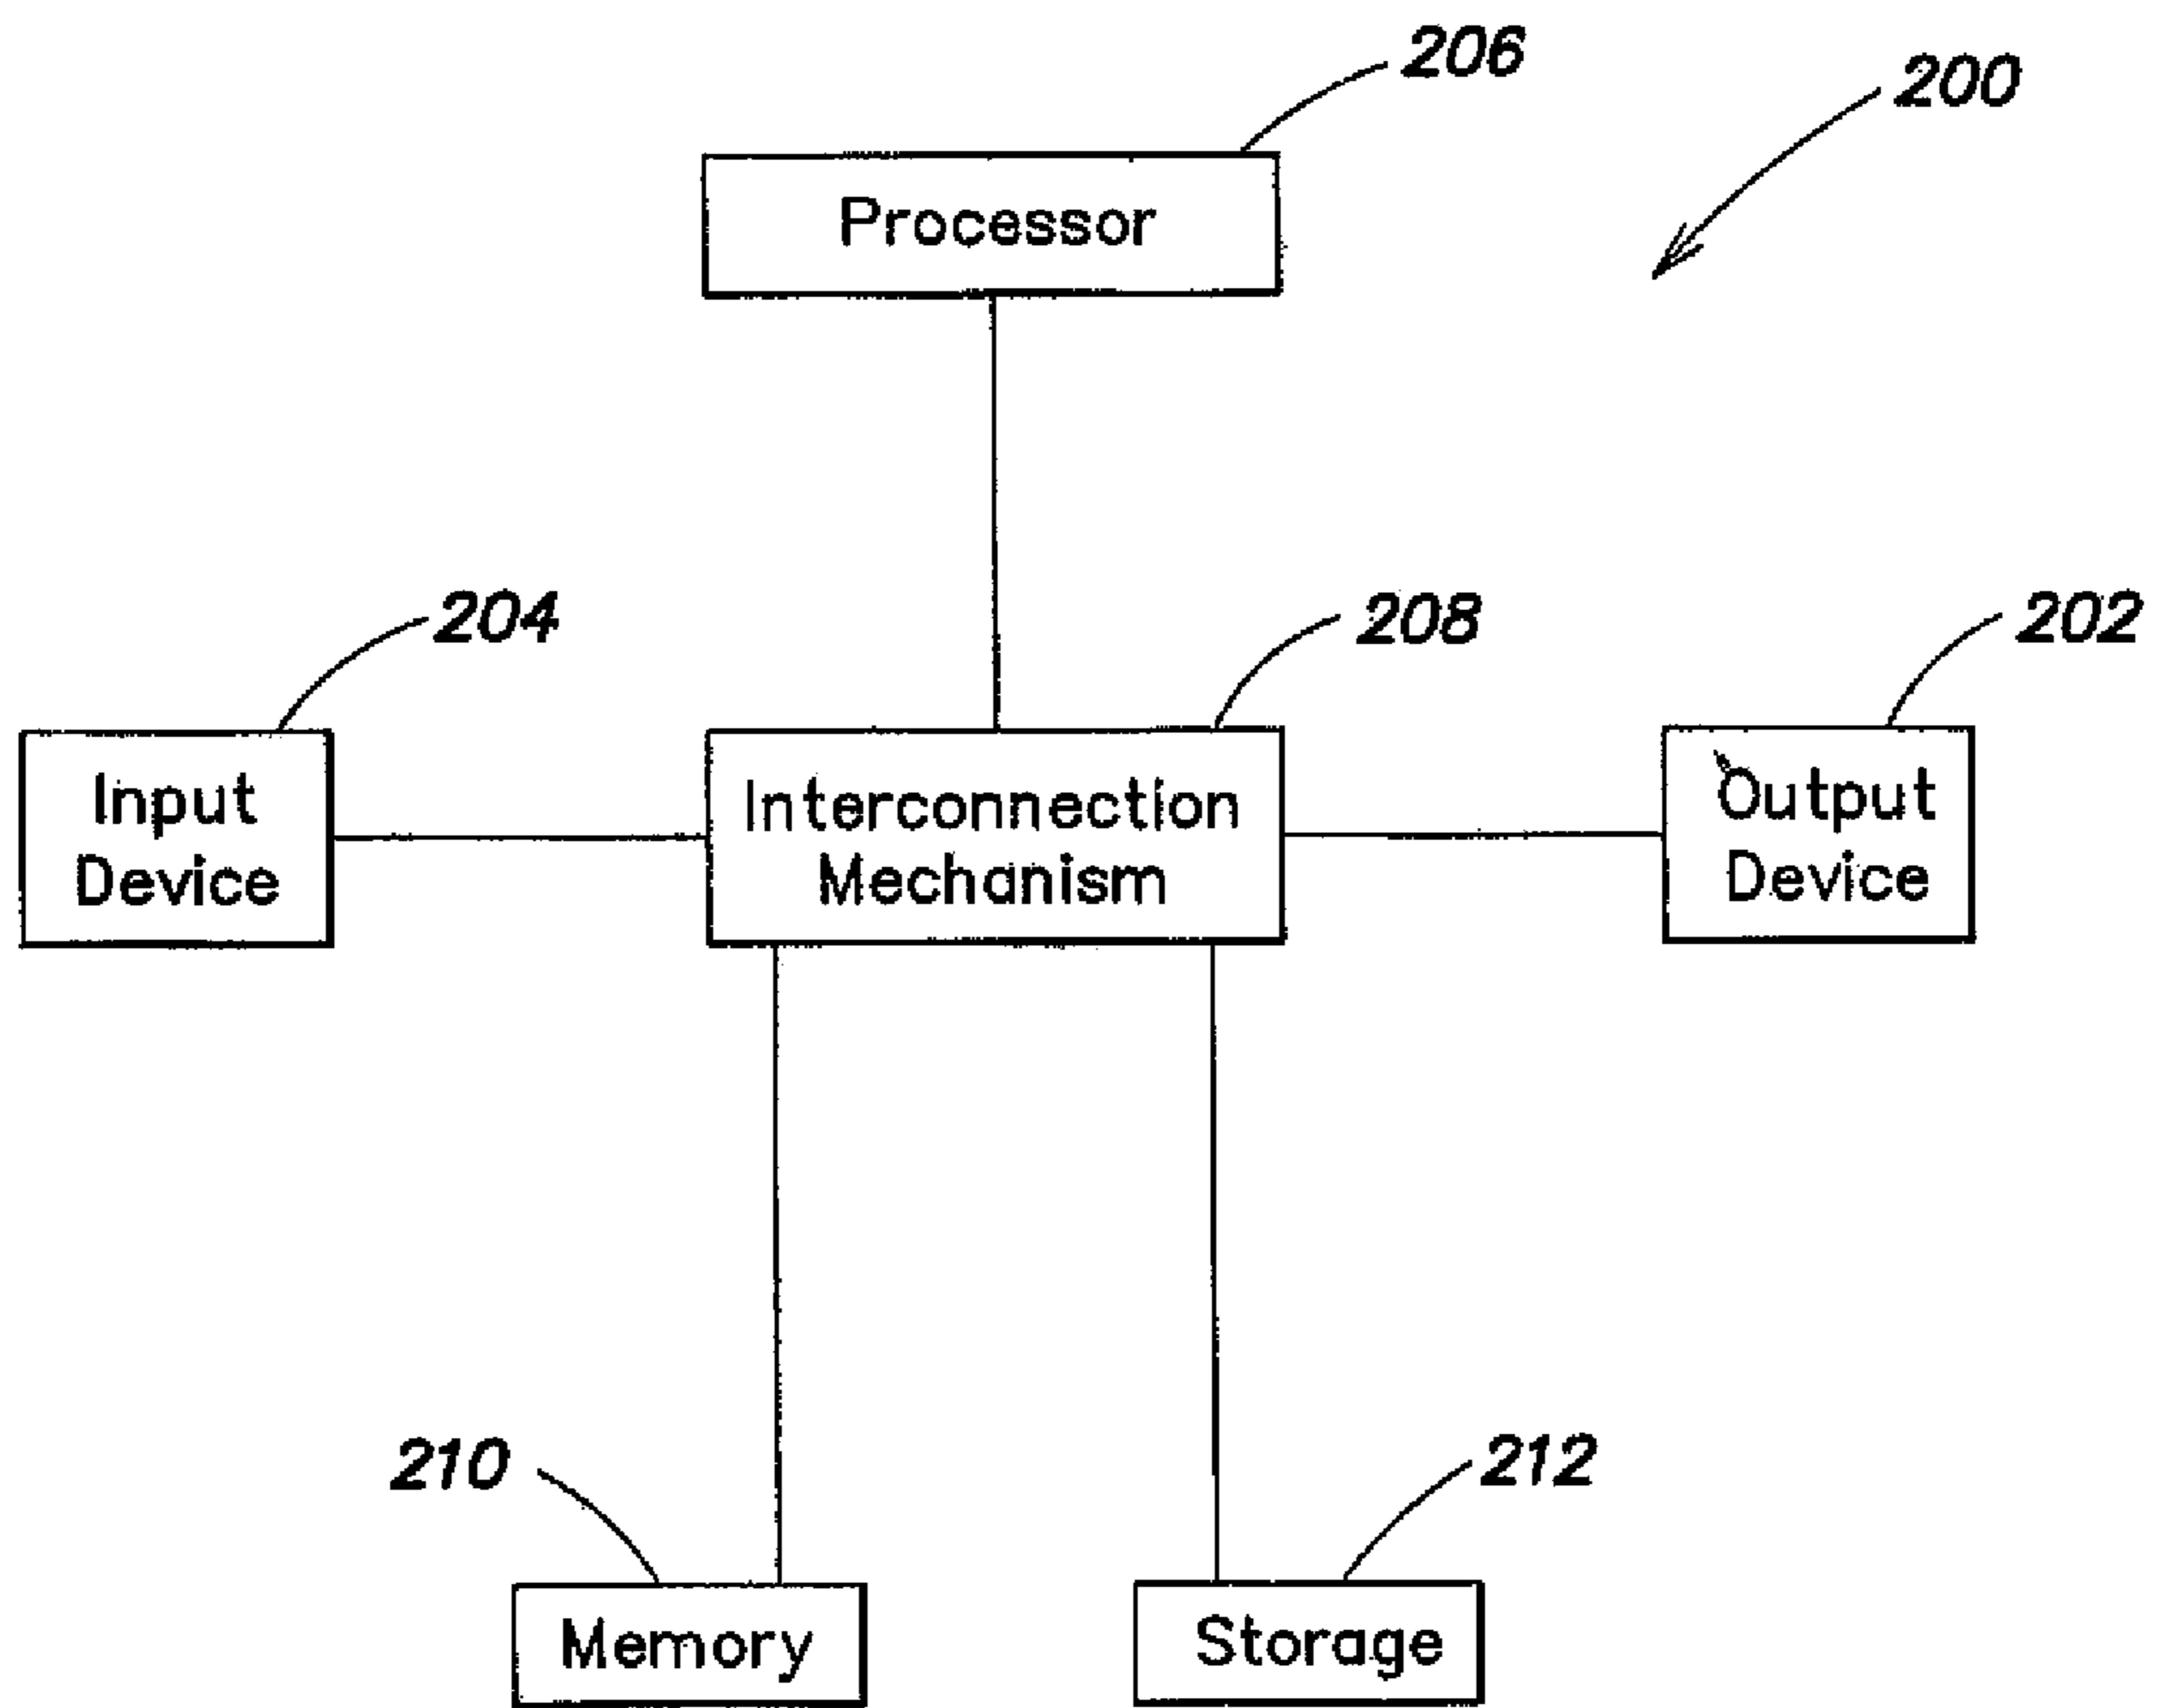 206
200
Processor
204
208
202
Input
Device
Interconnection
Mechanism
Output
Device
210
212
Memory
Storage